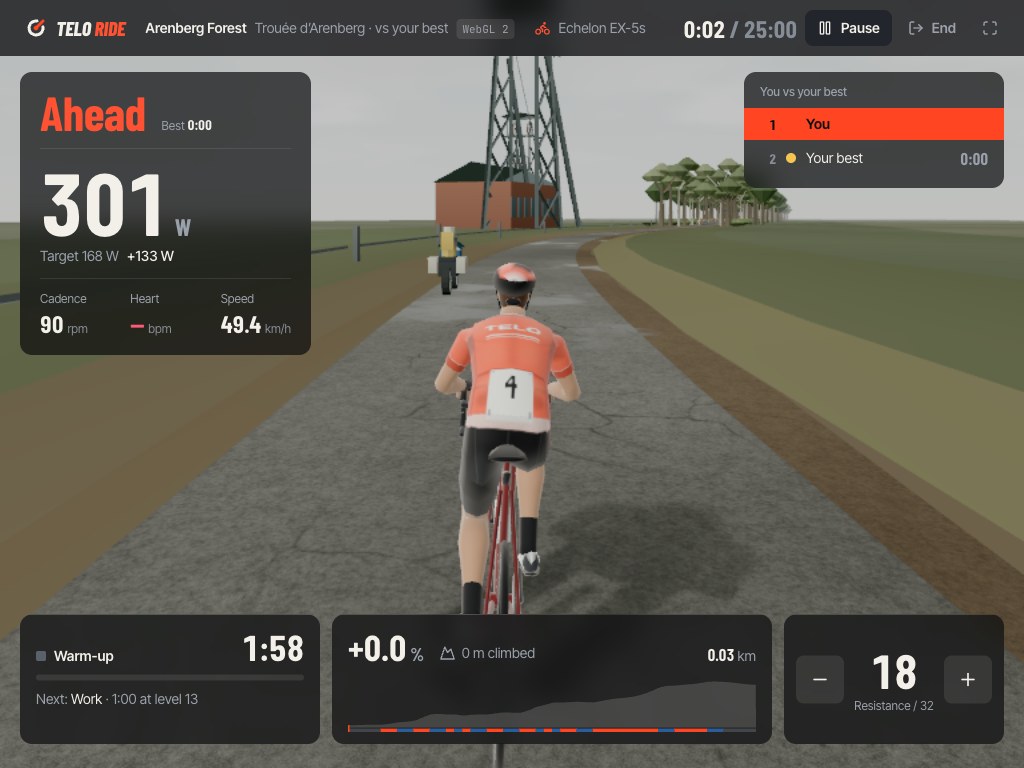 TELO RIDE Arenberg Forest Trouée d'Arenberg · vs your best WebGL 2 Echelon EX-5s 0:02 / 25:00 Pause End
Ahead Best 0:00
301 W
Target 168 W +133 W
Cadence Heart Speed
90 rpm – bpm 49.4 km/h
You vs your best
1 You
2 Your best 0:00
TELO
4
Warm-up 1:58
Next: Work · 1:00 at level 13
+0.0 % 0 m climbed 0.03 km
− 18 +
Resistance / 32